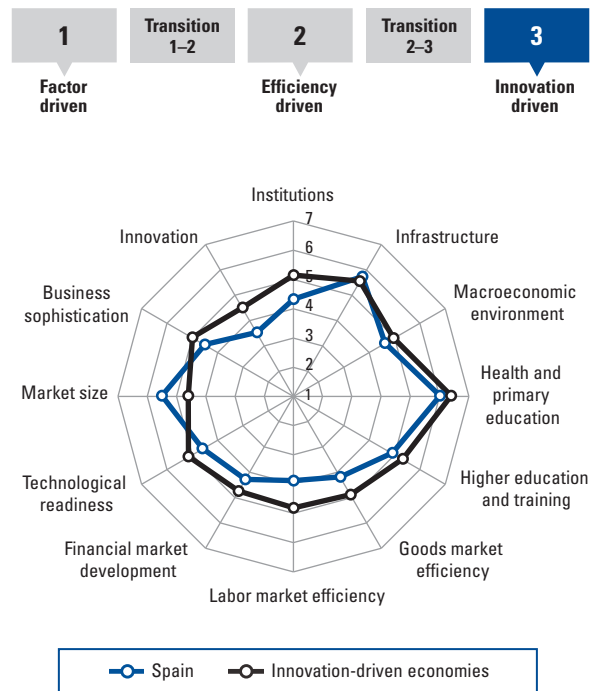 1
Transition
1–2
2
Transition
2–3
3
Factor
driven
Efficiency
driven
Innovation
driven
Institutions
7
6
5
4
3
2
1
Infrastructure
Macroeconomic
environment
Health and
primary
education
Higher education
and training
Goods market
efficiency
Labor market efficiency
Financial market
development
Technological
readiness
Market size
Business
sophistication
Innovation
Spain
Innovation-driven economies